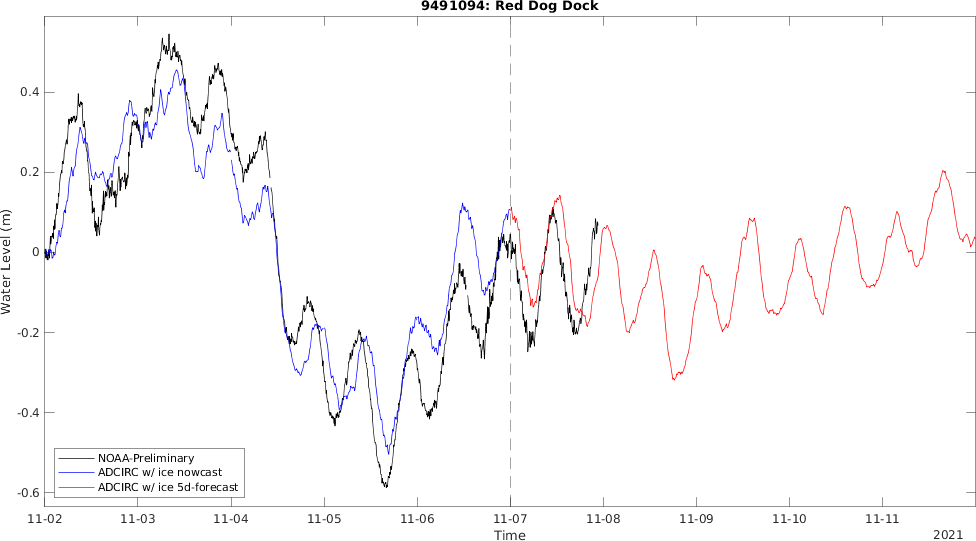 9491094: Red Dog Dock
Water Level (m)
0.4
0.2
0
-0.2
-0.4
-0.6
NOAA-Preliminary
ADCIRC w/ ice nowcast
ADCIRC w/ ice 5d-forecast
11-02 11-03 11-04 11-05 11-06 11-07 11-08 11-09 11-10 11-11
Time
2021